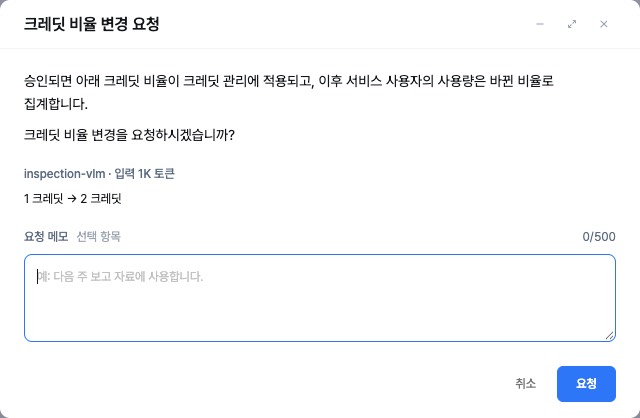 크레딧 비율 변경 요청
승인되면 아래 크레딧 비율이 크레딧 관리에 적용되고, 이후 서비스 사용자의 사용량은 바뀐 비율로
집계합니다.
크레딧 비율 변경을 요청하시겠습니까?
inspection-vlm · 입력 1K 토큰
1 크레딧 → 2 크레딧
요청 메모 선택 항목 0/500
예: 다음 주 보고 자료에 사용합니다.
취소 요청